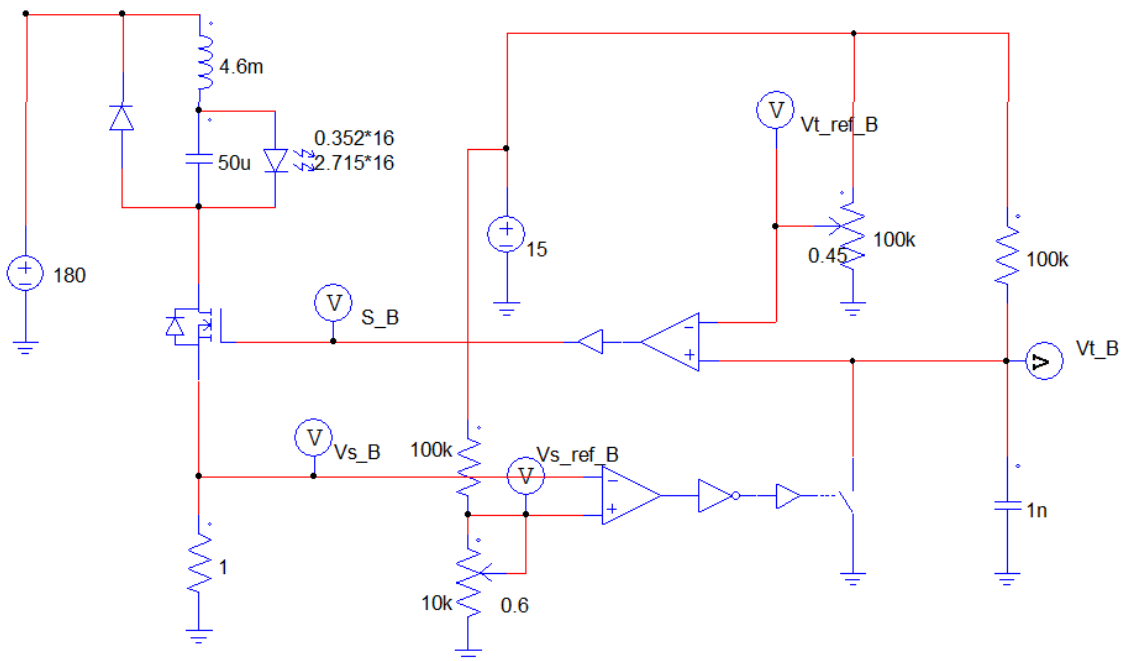 4.6m
V
Vt_ref_B
0.352*16
50u
2.715*16
100k
0.45
15
100k
180
V
S_B
−
+
V
Vt_B
V
Vs_B
100k
V
Vs_ref_B
−
+
1n
1
10k
0.6